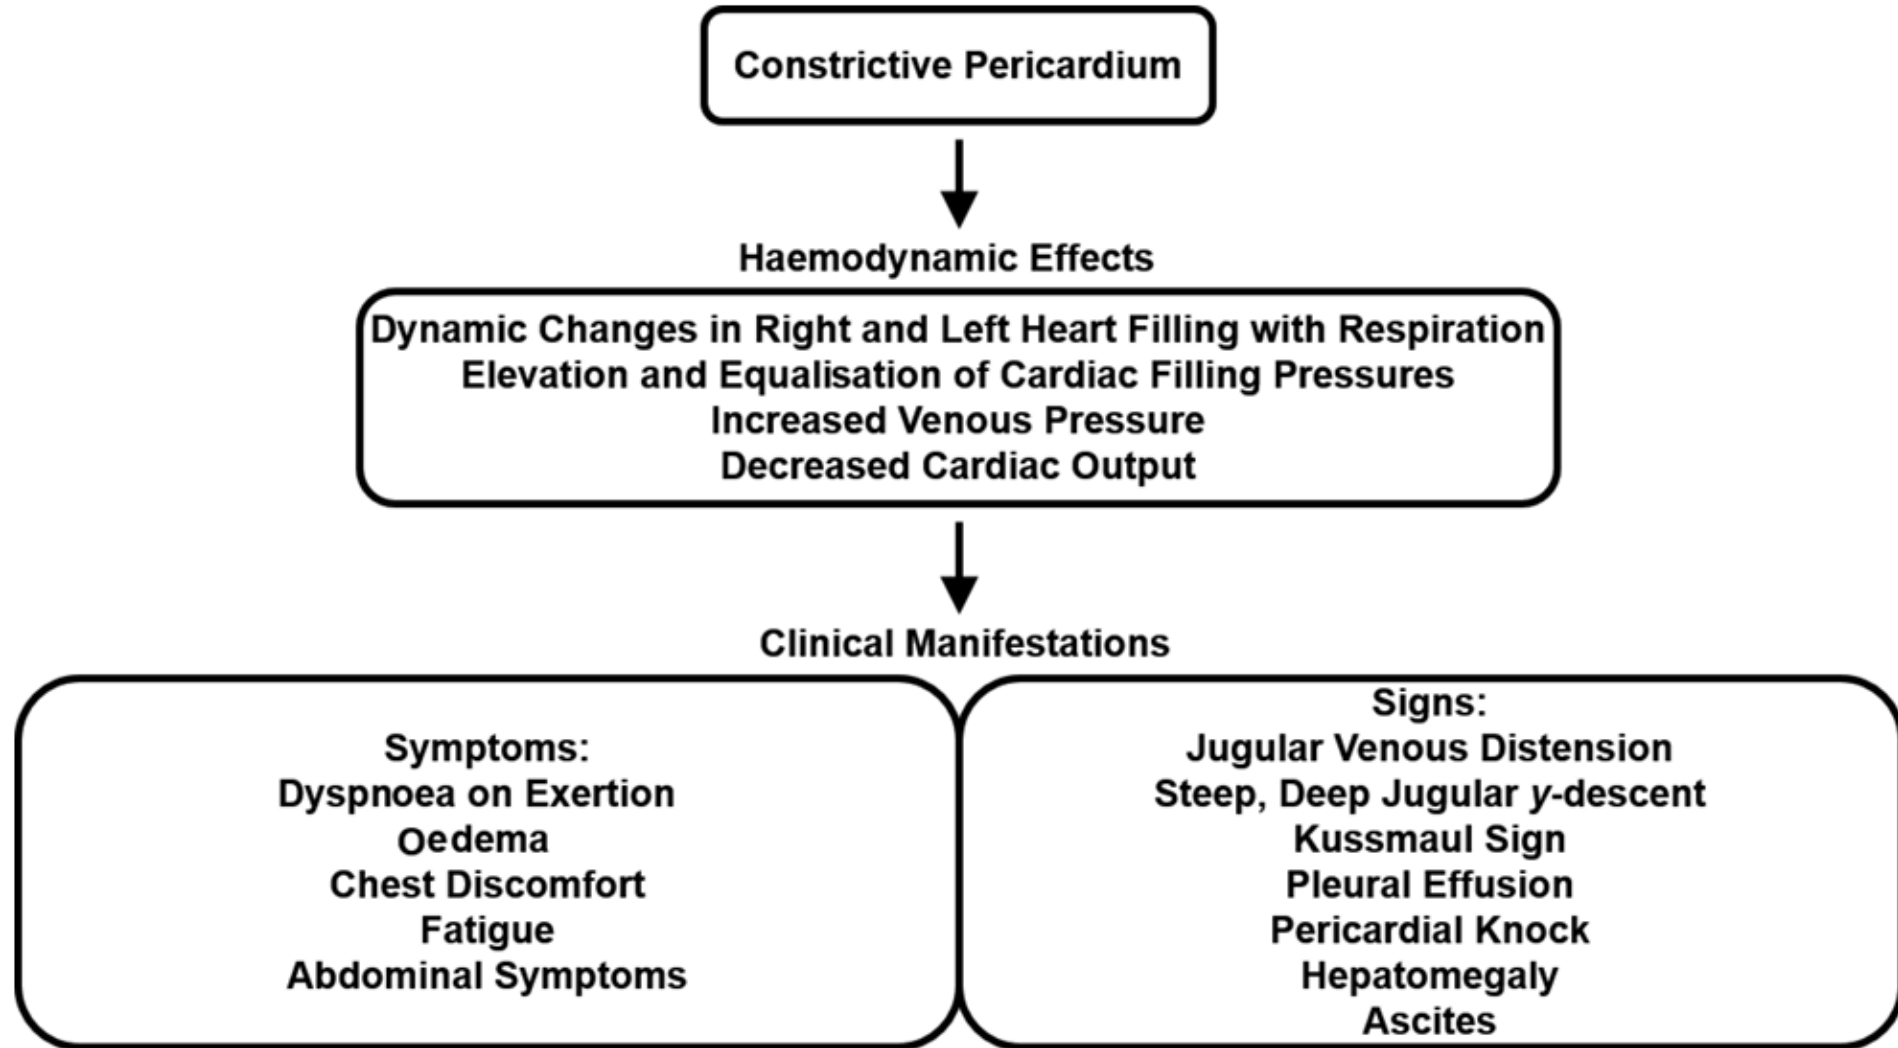 Constrictive Pericardium
Haemodynamic Effects
Dynamic Changes in Right and Left Heart Filling with Respiration
Elevation and Equalisation of Cardiac Filling Pressures
Increased Venous Pressure
Decreased Cardiac Output
Clinical Manifestations
Symptoms:
Dyspnoea on Exertion
Oedema
Chest Discomfort
Fatigue
Abdominal Symptoms
Signs:
Jugular Venous Distension
Steep, Deep Jugular y-descent
Kussmaul Sign
Pleural Effusion
Pericardial Knock
Hepatomegaly
Ascites